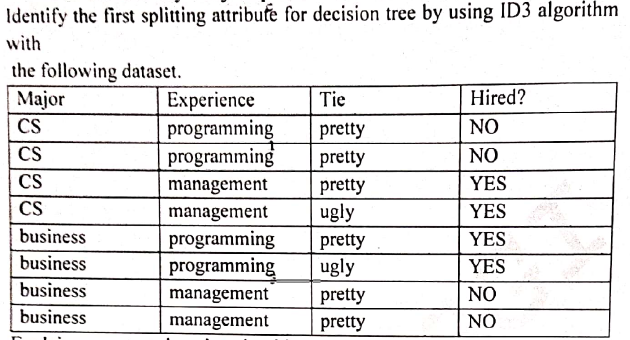 Identify the first splitting attribute for decision tree by using ID3 algorithm
with
the following dataset.
Major Experience Tie Hired?
CS programming pretty NO
CS programming pretty NO
CS management pretty YES
CS management ugly YES
business programming pretty YES
business programming ugly YES
business management pretty NO
business management pretty NO